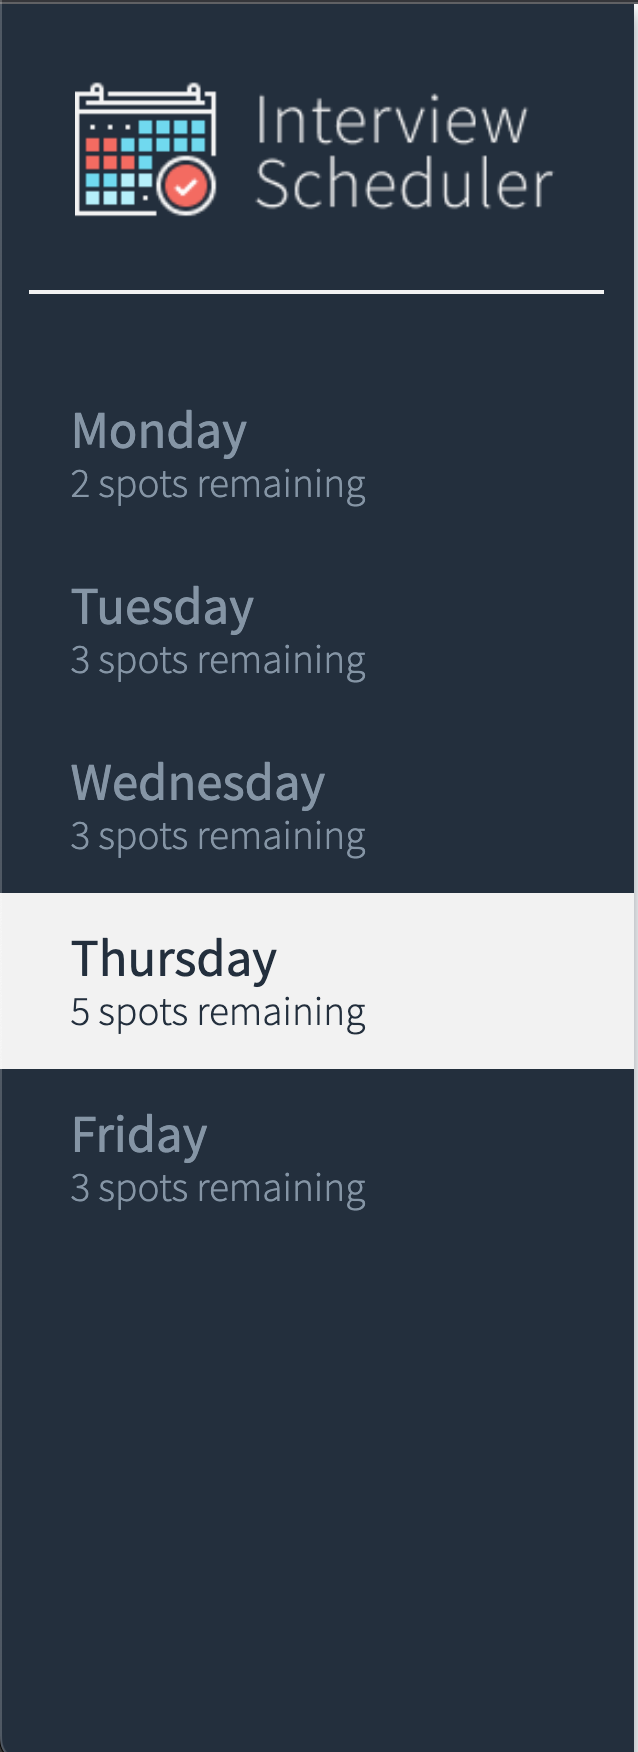 Interview
Scheduler
Monday
2 spots remaining
Tuesday
3 spots remaining
Wednesday
3 spots remaining
Thursday
5 spots remaining
Friday
3 spots remaining